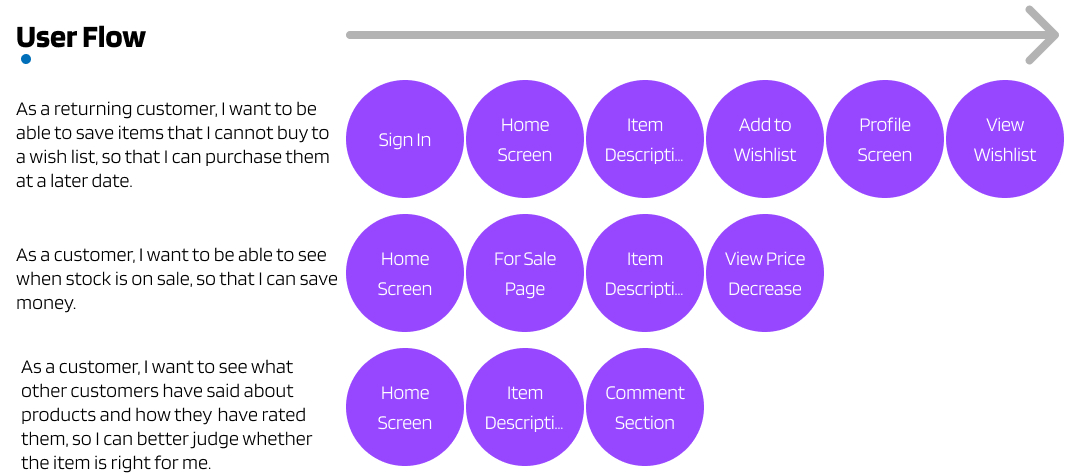 User Flow
As a returning customer, I want to be
able to save items that I cannot buy to
a wish list, so that I can purchase them
at a later date.
Sign In
Home
Screen
Item
Descripti...
Add to
Wishlist
Profile
Screen
View
Wishlist
As a customer, I want to be able to see
when stock is on sale, so that I can save
money.
Home
Screen
For Sale
Page
Item
Descripti...
View Price
Decrease
As a customer, I want to see what
other customers have said about
products and how they have rated
them, so I can better judge whether
the item is right for me.
Home
Screen
Item
Descripti...
Comment
Section